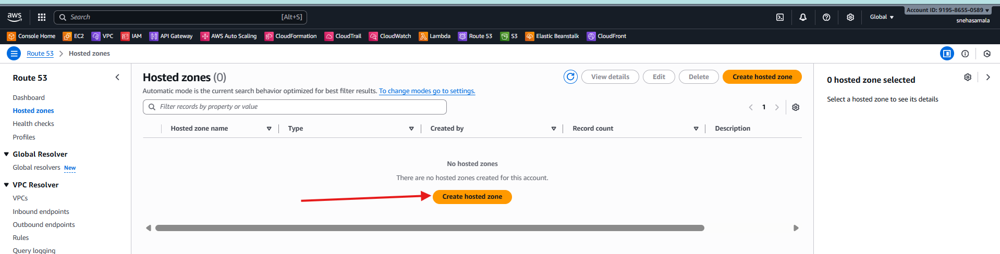 aws
Search [Alt+S]
Global
Account ID: 9195-8655-0589
snehasamala
Console Home EC2 VPC IAM API Gateway AWS Auto Scaling CloudFormation CloudTrail CloudWatch Lambda Route 53 S3 Elastic Beanstalk CloudFront
Route 53 > Hosted zones
Route 53
Dashboard
Hosted zones
Health checks
Profiles
Global Resolver
Global resolvers New
VPC Resolver
VPCs
Inbound endpoints
Outbound endpoints
Rules
Query logging
Hosted zones (0)
View details Edit Delete Create hosted zone
Automatic mode is the current search behavior optimized for best filter results. To change modes go to settings.
Filter records by property or value
1
Hosted zone name Type Created by Record count Description
No hosted zones
There are no hosted zones created for this account.
Create hosted zone
0 hosted zone selected
Select a hosted zone to see its details